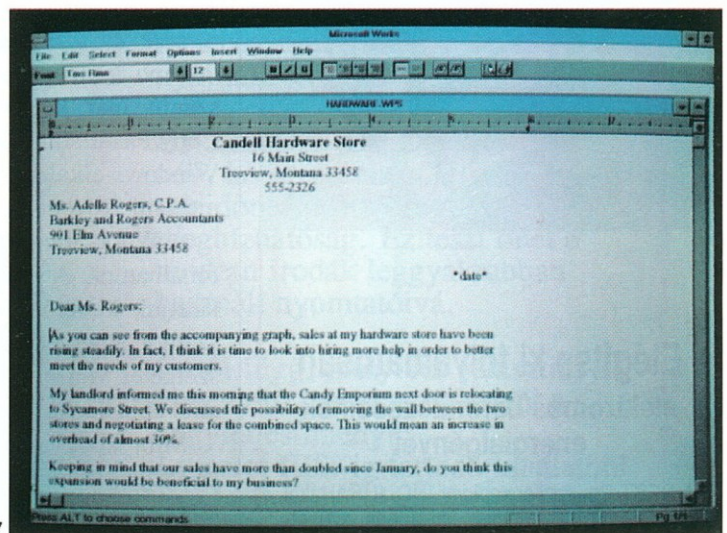 Microsoft Works
File Edit Select Format Options Insert Window Help
Font Tms Rmn 12 B I U
HARDWARE.WPS
Candell Hardware Store
16 Main Street
Treeview, Montana 33458
555-2326
Ms. Adelle Rogers, C.P.A.
Barkley and Rogers Accountants
901 Elm Avenue
Treeview, Montana 33458
*date*
Dear Ms. Rogers:
As you can see from the accompanying graph, sales at my hardware store have been
rising steadily. In fact, I think it is time to look into hiring more help in order to better
meet the needs of my customers.
My landlord informed me this morning that the Candy Emporium next door is relocating
to Sycamore Street. We discussed the possibility of removing the wall between the two
stores and negotiating a lease for the combined space. This would mean an increase in
overhead of almost 30%.
Keeping in mind that our sales have more than doubled since January, do you think this
expansion would be beneficial to my business?
Press ALT to choose commands. Pg 1/1